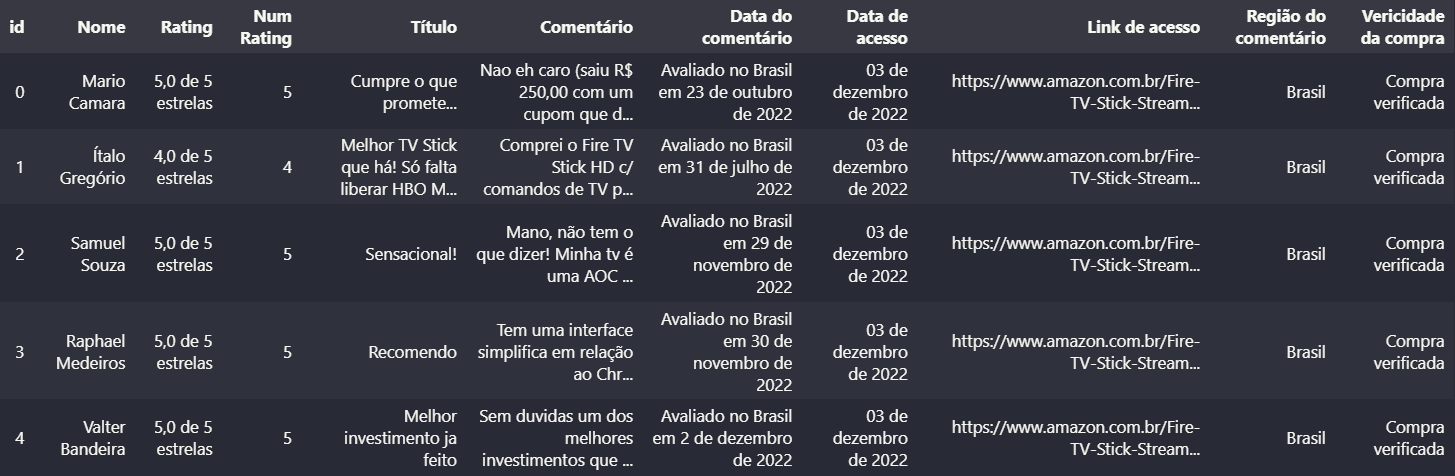 id Nome Rating Num Rating Título Comentário Data do comentário Data de acesso Link de acesso Região do comentário Vericidade da compra
0 Mario Camara 5,0 de 5 estrelas 5 Cumpre o que promete... Nao eh caro (saiu R$ 250,00 com um cupom que d... Avaliado no Brasil em 23 de outubro de 2022 03 de dezembro de 2022 https://www.amazon.com.br/Fire-TV-Stick-Stream... Brasil Compra verificada
1 Ítalo Gregório 4,0 de 5 estrelas 4 Melhor TV Stick que há! Só falta liberar HBO M... Comprei o Fire TV Stick HD c/ comandos de TV p... Avaliado no Brasil em 31 de julho de 2022 03 de dezembro de 2022 https://www.amazon.com.br/Fire-TV-Stick-Stream... Brasil Compra verificada
2 Samuel Souza 5,0 de 5 estrelas 5 Sensacional! Mano, não tem o que dizer! Minha tv é uma AOC ... Avaliado no Brasil em 29 de novembro de 2022 03 de dezembro de 2022 https://www.amazon.com.br/Fire-TV-Stick-Stream... Brasil Compra verificada
3 Raphael Medeiros 5,0 de 5 estrelas 5 Recomendo Tem uma interface simplifica em relação ao Chr... Avaliado no Brasil em 30 de novembro de 2022 03 de dezembro de 2022 https://www.amazon.com.br/Fire-TV-Stick-Stream... Brasil Compra verificada
4 Valter Bandeira 5,0 de 5 estrelas 5 Melhor investimento ja feito Sem duvidas um dos melhores investimentos que ... Avaliado no Brasil em 2 de dezembro de 2022 03 de dezembro de 2022 https://www.amazon.com.br/Fire-TV-Stick-Stream... Brasil Compra verificada